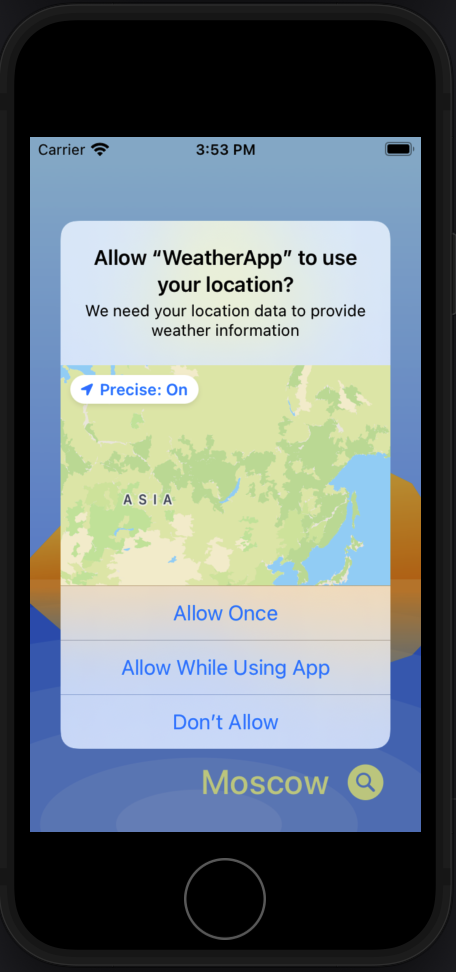 Carrier 3:53 PM
Allow “WeatherApp” to use
your location?
We need your location data to provide
weather information
Precise: On
ASIA
Allow Once
Allow While Using App
Don’t Allow
Moscow